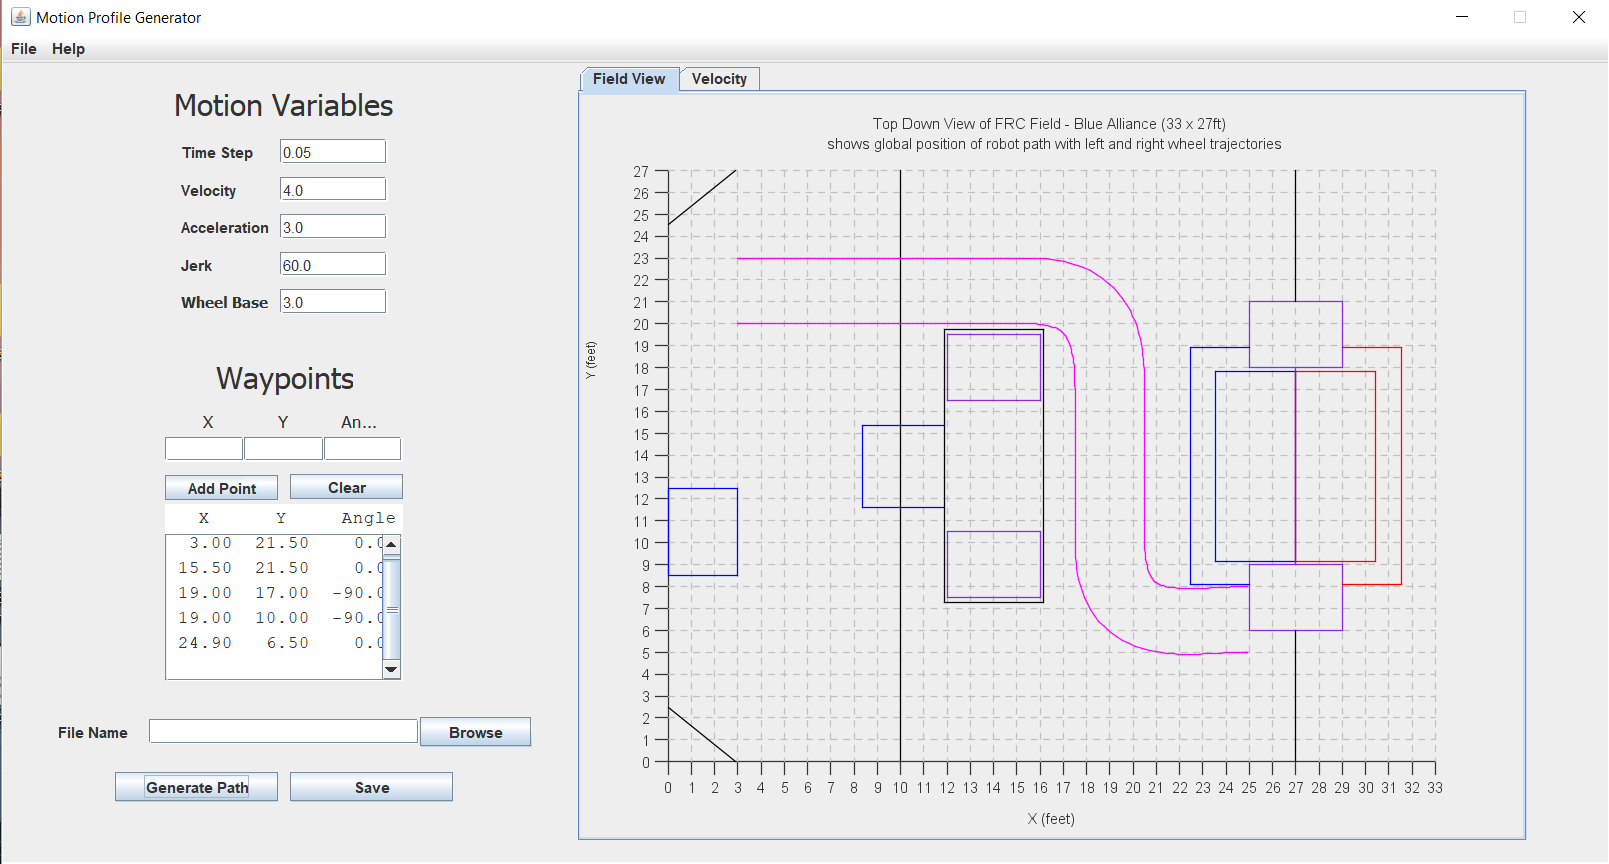 Motion Profile Generator
File Help
Motion Variables
Time Step 0.05
Velocity 4.0
Acceleration 3.0
Jerk 60.0
Wheel Base 3.0
Waypoints
X Y An...
Add Point Clear
X Y Angle
3.00 21.50 0.0
15.50 21.50 0.0
19.00 17.00 -90.0
19.00 10.00 -90.0
24.90 6.50 0.0
File Name Browse
Generate Path Save
Field View Velocity
Top Down View of FRC Field - Blue Alliance (33 x 27ft)
shows global position of robot path with left and right wheel trajectories
Y (feet)
27
26
25
24
23
22
21
20
19
18
17
16
15
14
13
12
11
10
9
8
7
6
5
4
3
2
1
0
0 1 2 3 4 5 6 7 8 9 10 11 12 13 14 15 16 17 18 19 20 21 22 23 24 25 26 27 28 29 30 31 32 33
X (feet)